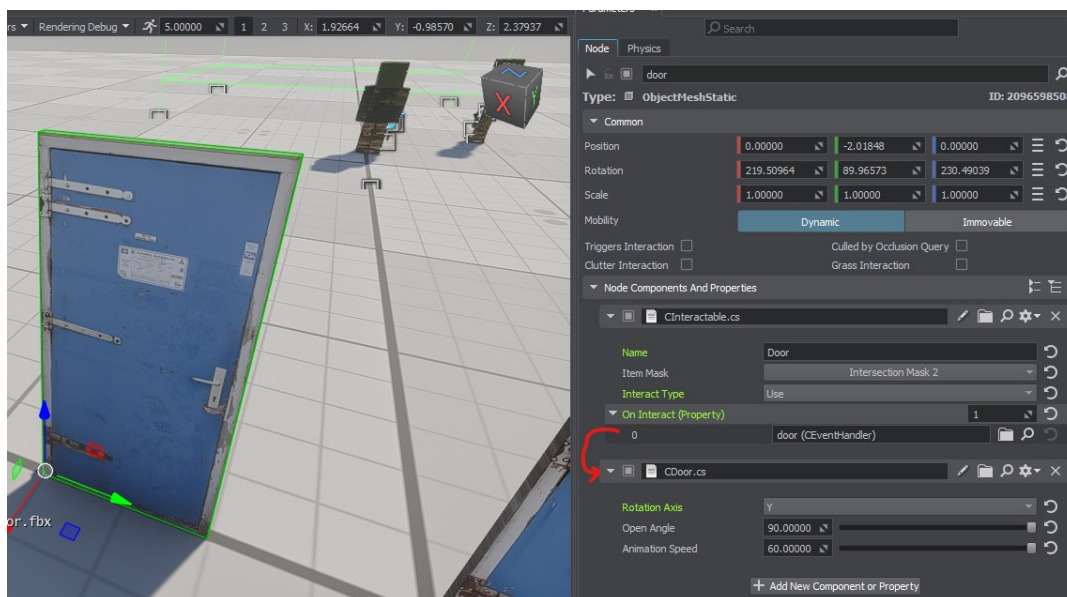 rs Rendering Debug 5.00000 1 2 3 X: 1.92664 Y: -0.98570 Z: 2.37937
X
Y
or.fbx
Parameters
Search
Node Physics
door
Type: ObjectMeshStatic ID: 209659850
Common
Position 0.00000 -2.01848 0.00000
Rotation 219.50964 89.96573 230.49039
Scale 1.00000 1.00000 1.00000
Mobility Dynamic Immovable
Triggers Interaction Culled by Occlusion Query
Clutter Interaction Grass Interaction
Node Components And Properties
CInteractable.cs
Name Door
Item Mask Intersection Mask 2
Interact Type Use
On Interact (Property) 1
0 door (CEventHandler)
CDoor.cs
Rotation Axis Y
Open Angle 90.00000
Animation Speed 60.00000
+ Add New Component or Property